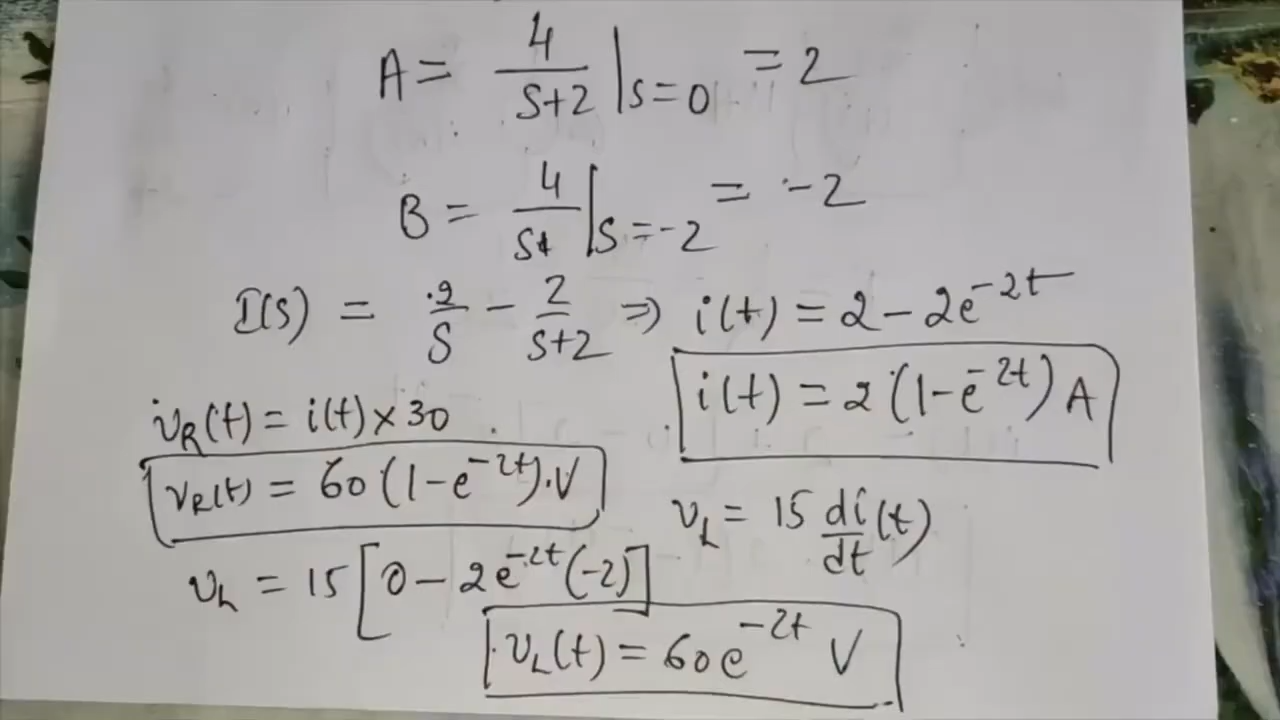 A = 4/(S+2) |S=0 = 2
B = 4/S+ |S=-2 = -2
I(S) = 2/S - 2/(S+2) ⇒ i(t) = 2 - 2e^-2t
i(t) = 2(1-e^-2t) A
vR(t) = i(t) × 30
vR(t) = 60(1-e^-2t).V
vL = 15 di/dt(t)
vL = 15[0 - 2e^-2t(-2)]
vL(t) = 60e^-2t V